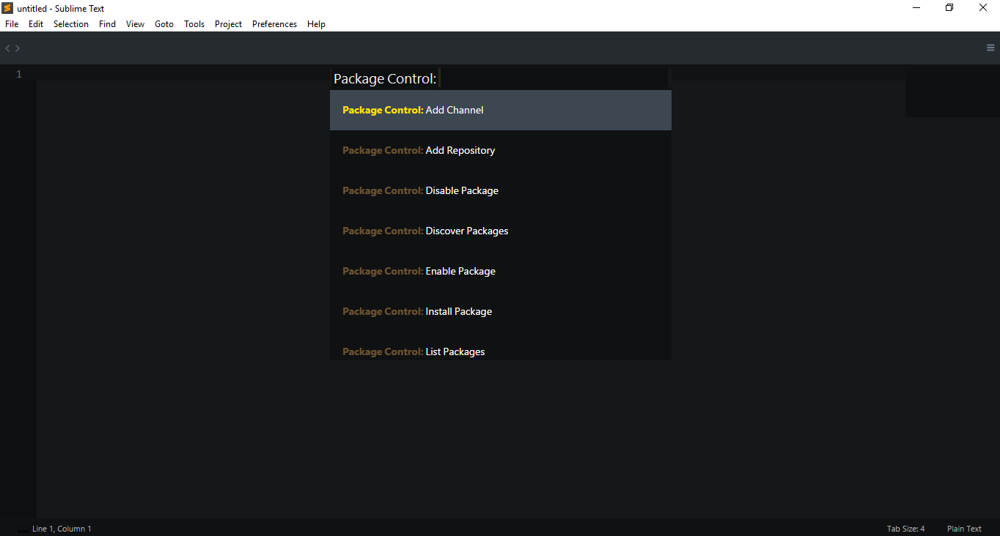 untitled - Sublime Text
File Edit Selection Find View Goto Tools Project Preferences Help
1
Package Control:
Package Control: Add Channel
Package Control: Add Repository
Package Control: Disable Package
Package Control: Discover Packages
Package Control: Enable Package
Package Control: Install Package
Package Control: List Packages
Line 1, Column 1 Tab Size: 4 Plain Text